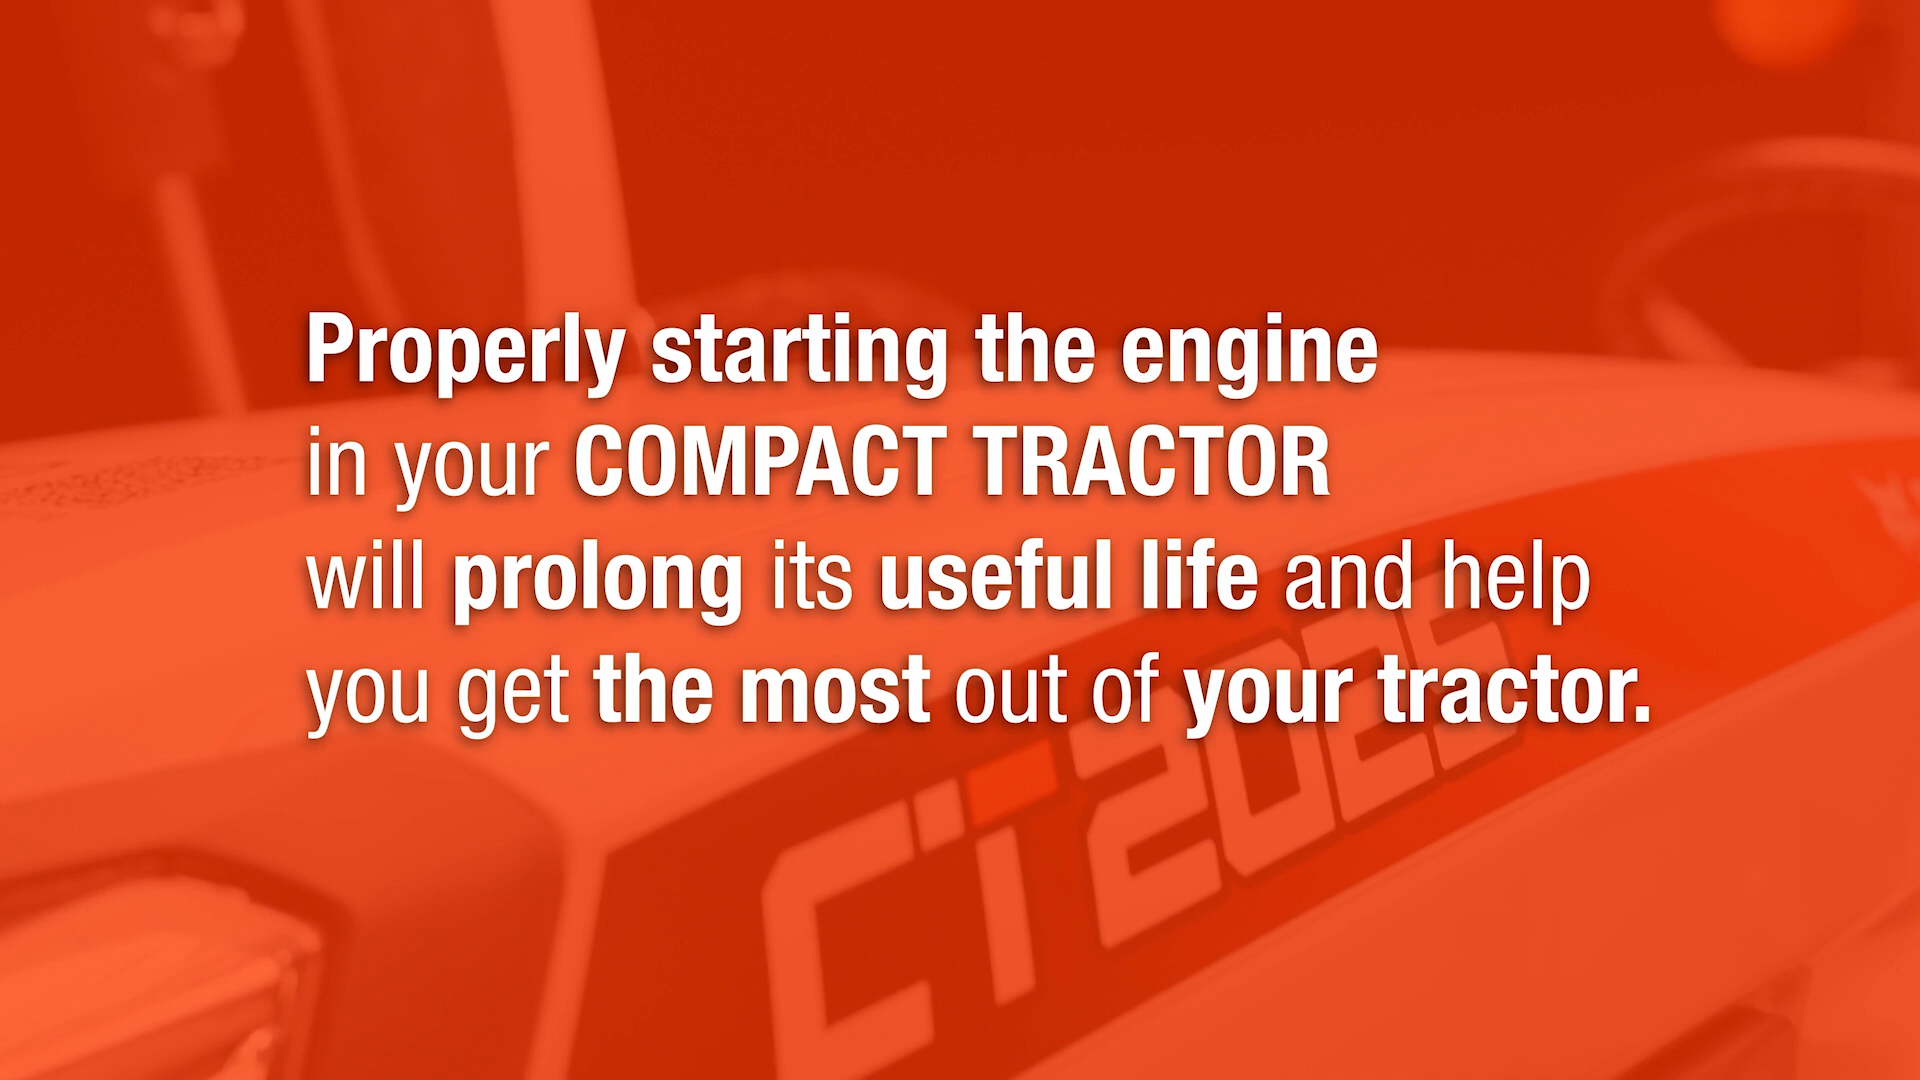 Properly starting the engine
in your COMPACT TRACTOR
will prolong its useful life and help
you get the most out of your tractor.
CT2025